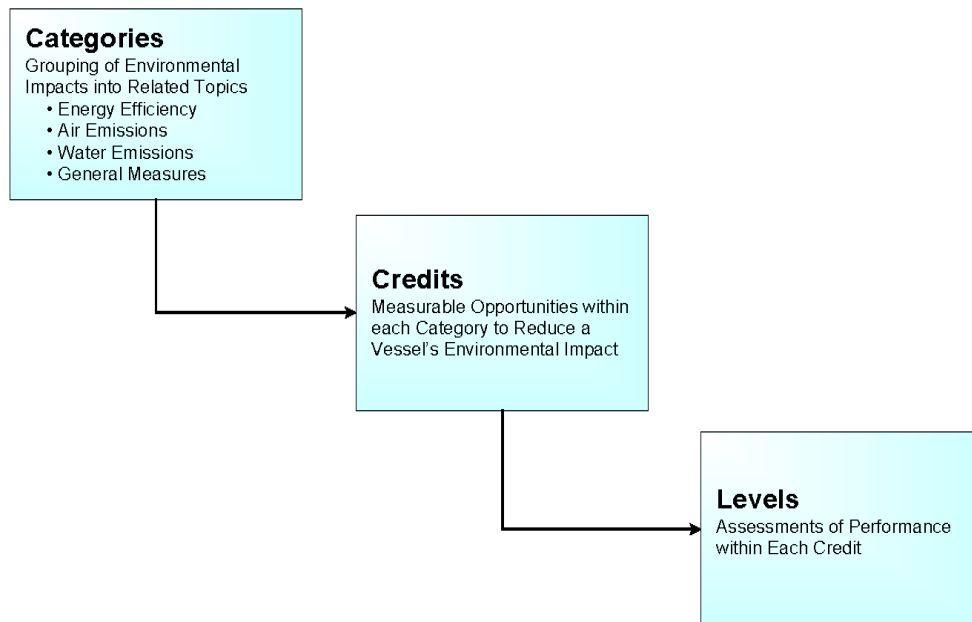 Categories
Grouping of Environmental
Impacts into Related Topics
• Energy Efficiency
• Air Emissions
• Water Emissions
• General Measures
Credits
Measurable Opportunities within
each Category to Reduce a
Vessel's Environmental Impact
Levels
Assessments of Performance
within Each Credit